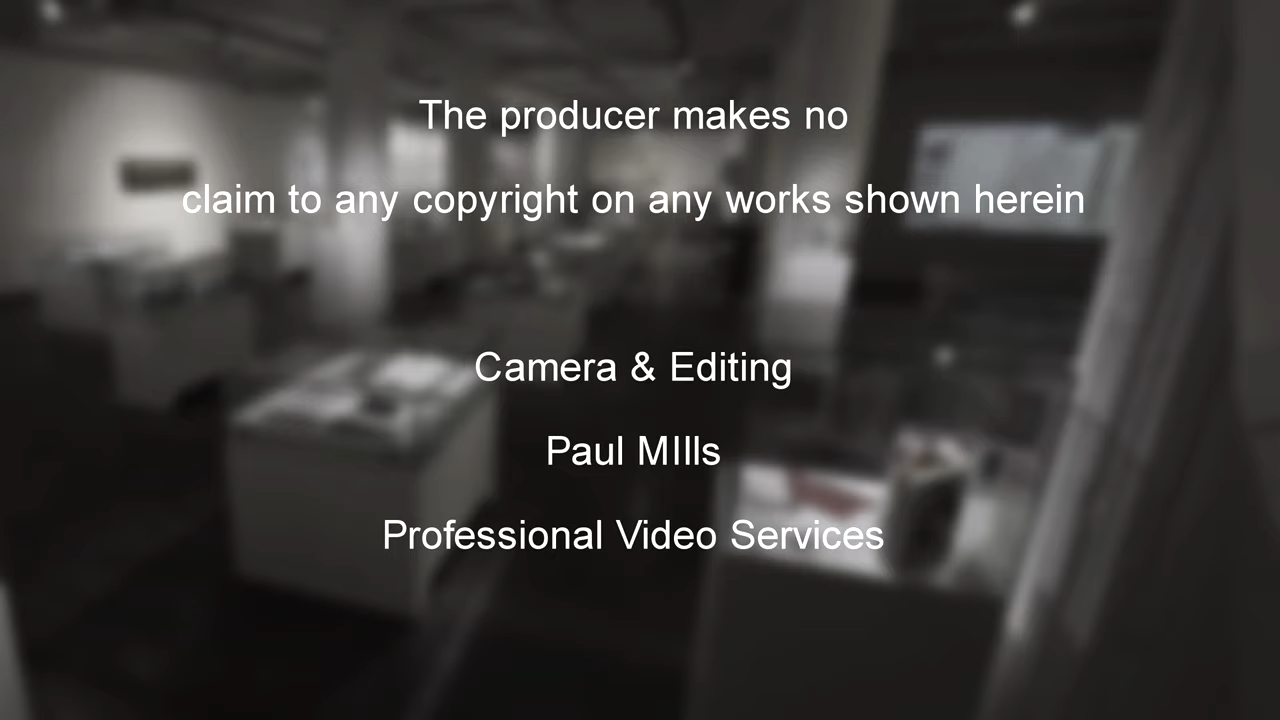 The producer makes no
claim to any copyright on any works shown herein
Camera & Editing
Paul MIlls
Professional Video Services